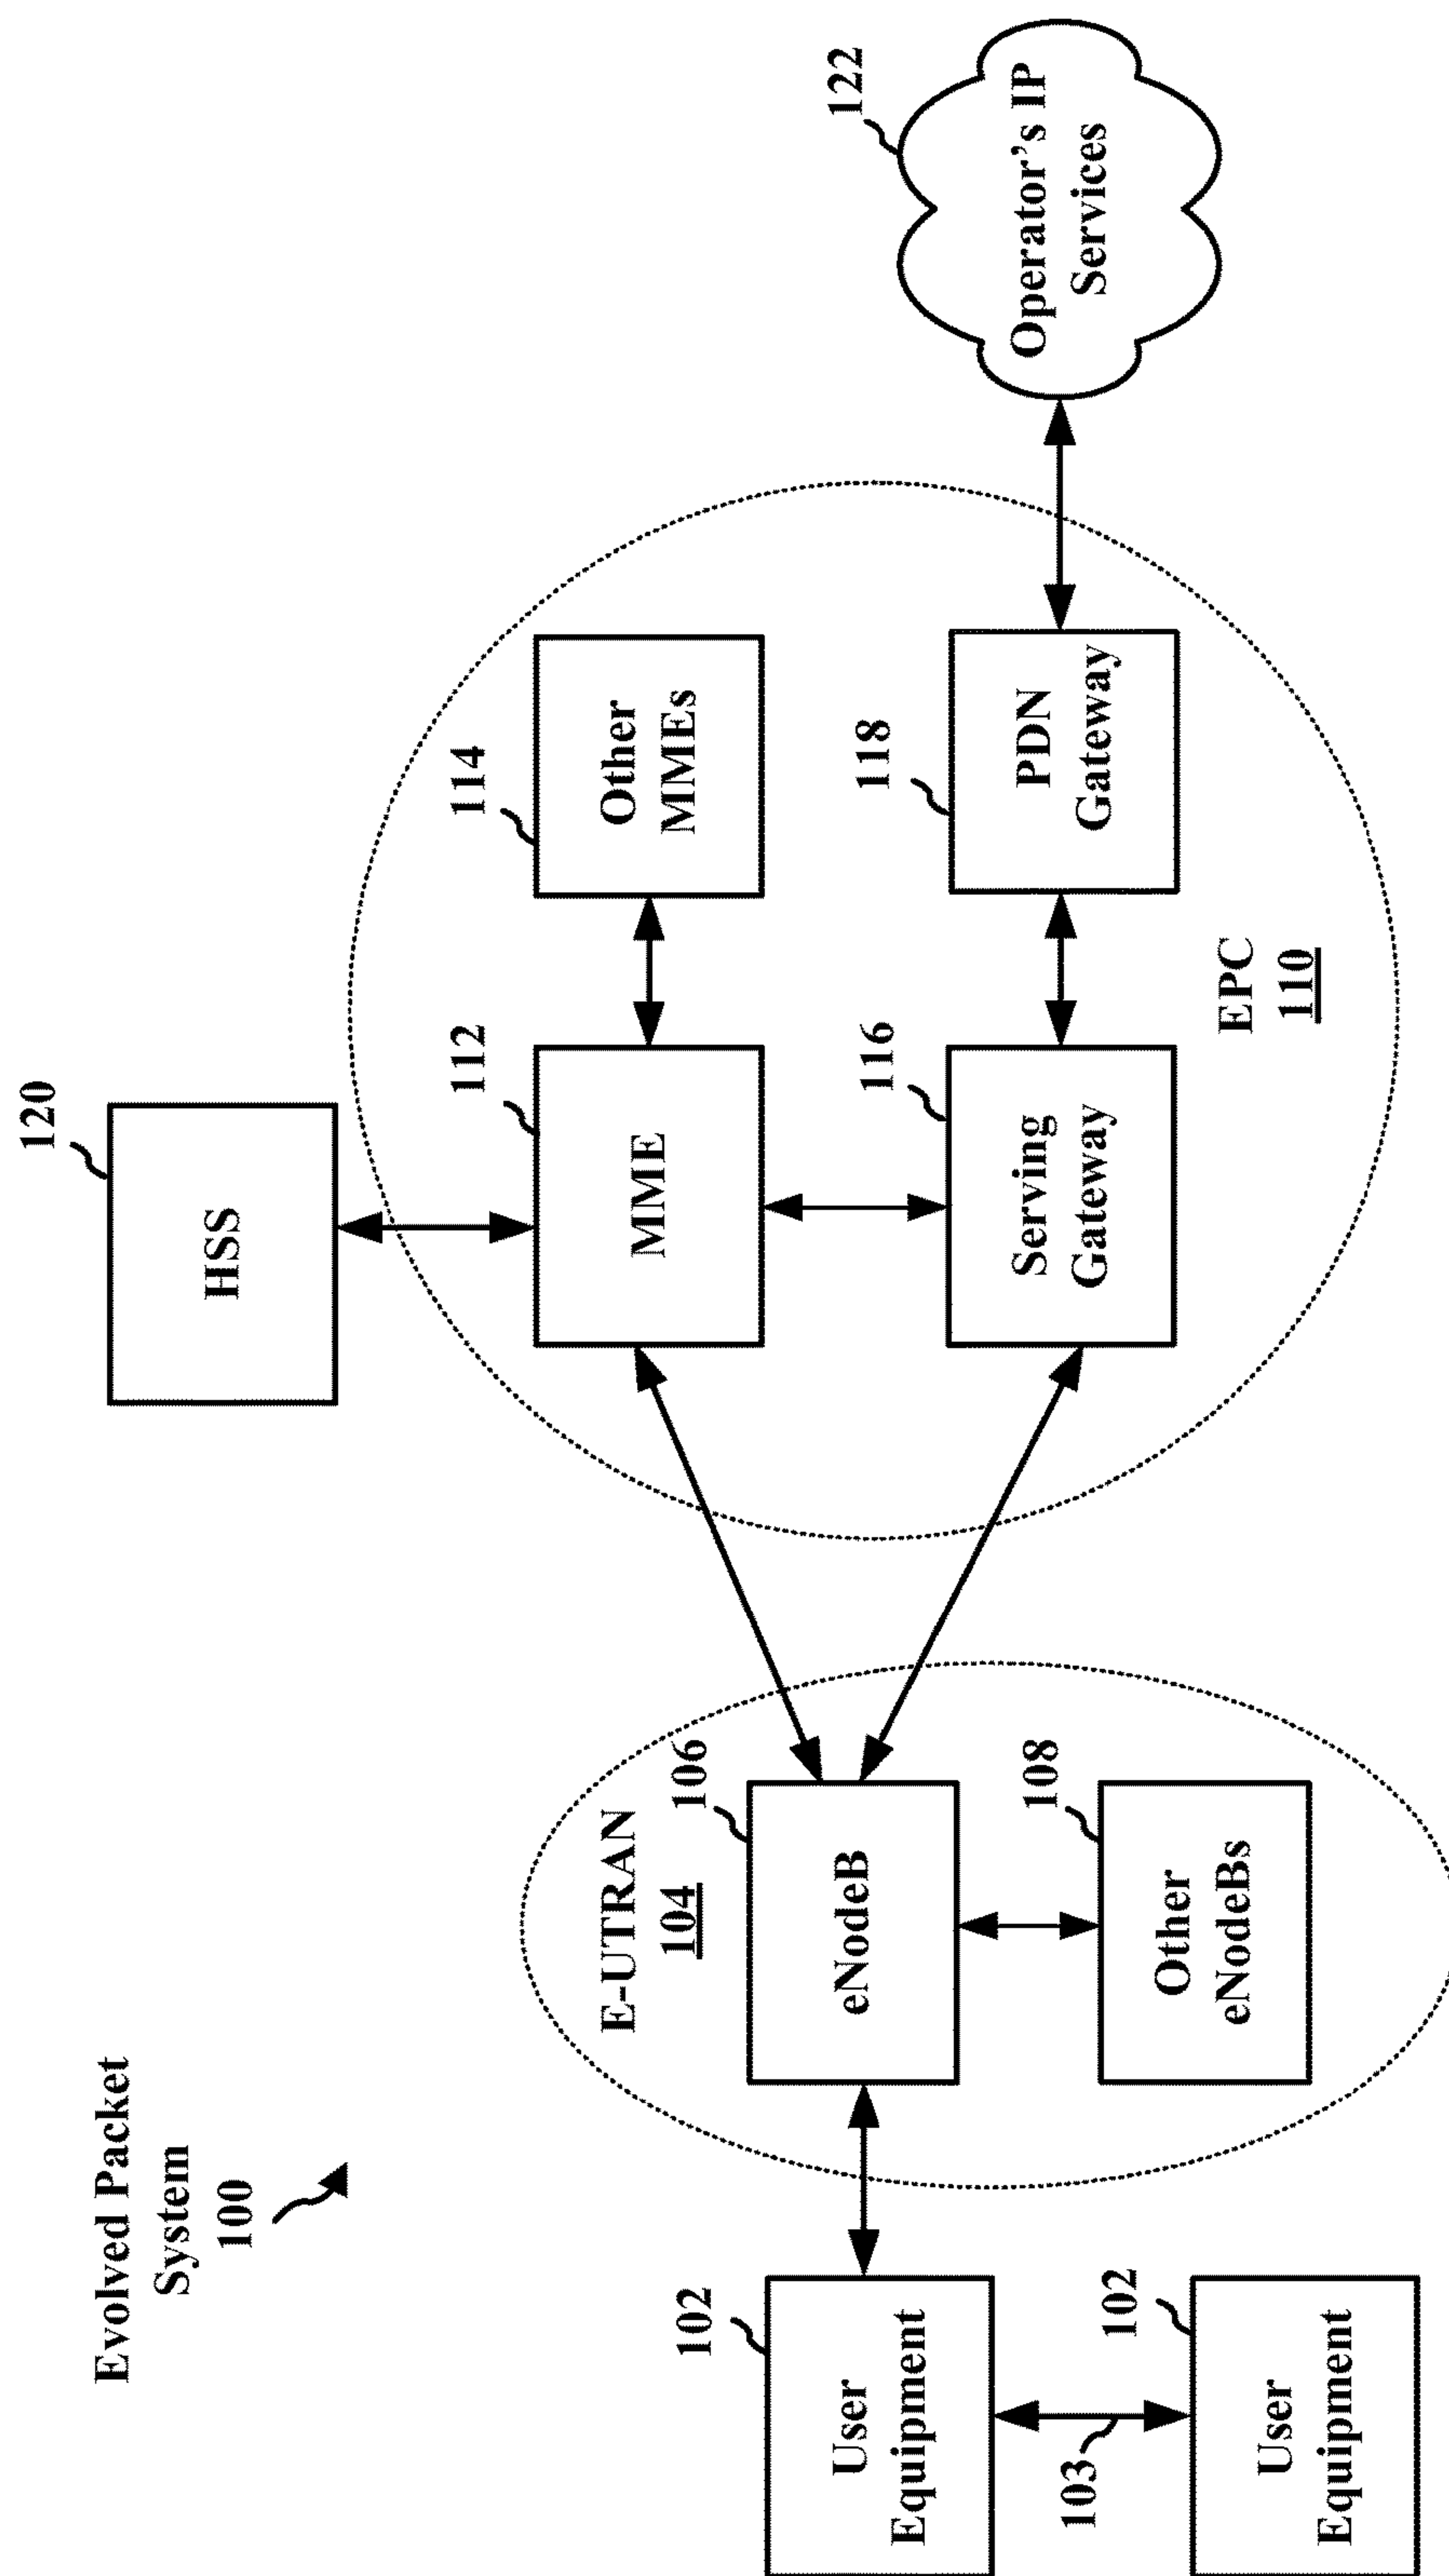 Evolved Packet
System
100
120
HSS
E-UTRAN
104
102
User
Equipment
103
102
User
Equipment
106
eNodeB
108
Other
eNodeBs
112
MME
114
Other
MMEs
116
Serving
Gateway
118
PDN
Gateway
EPC
110
122
Operator's IP
Services